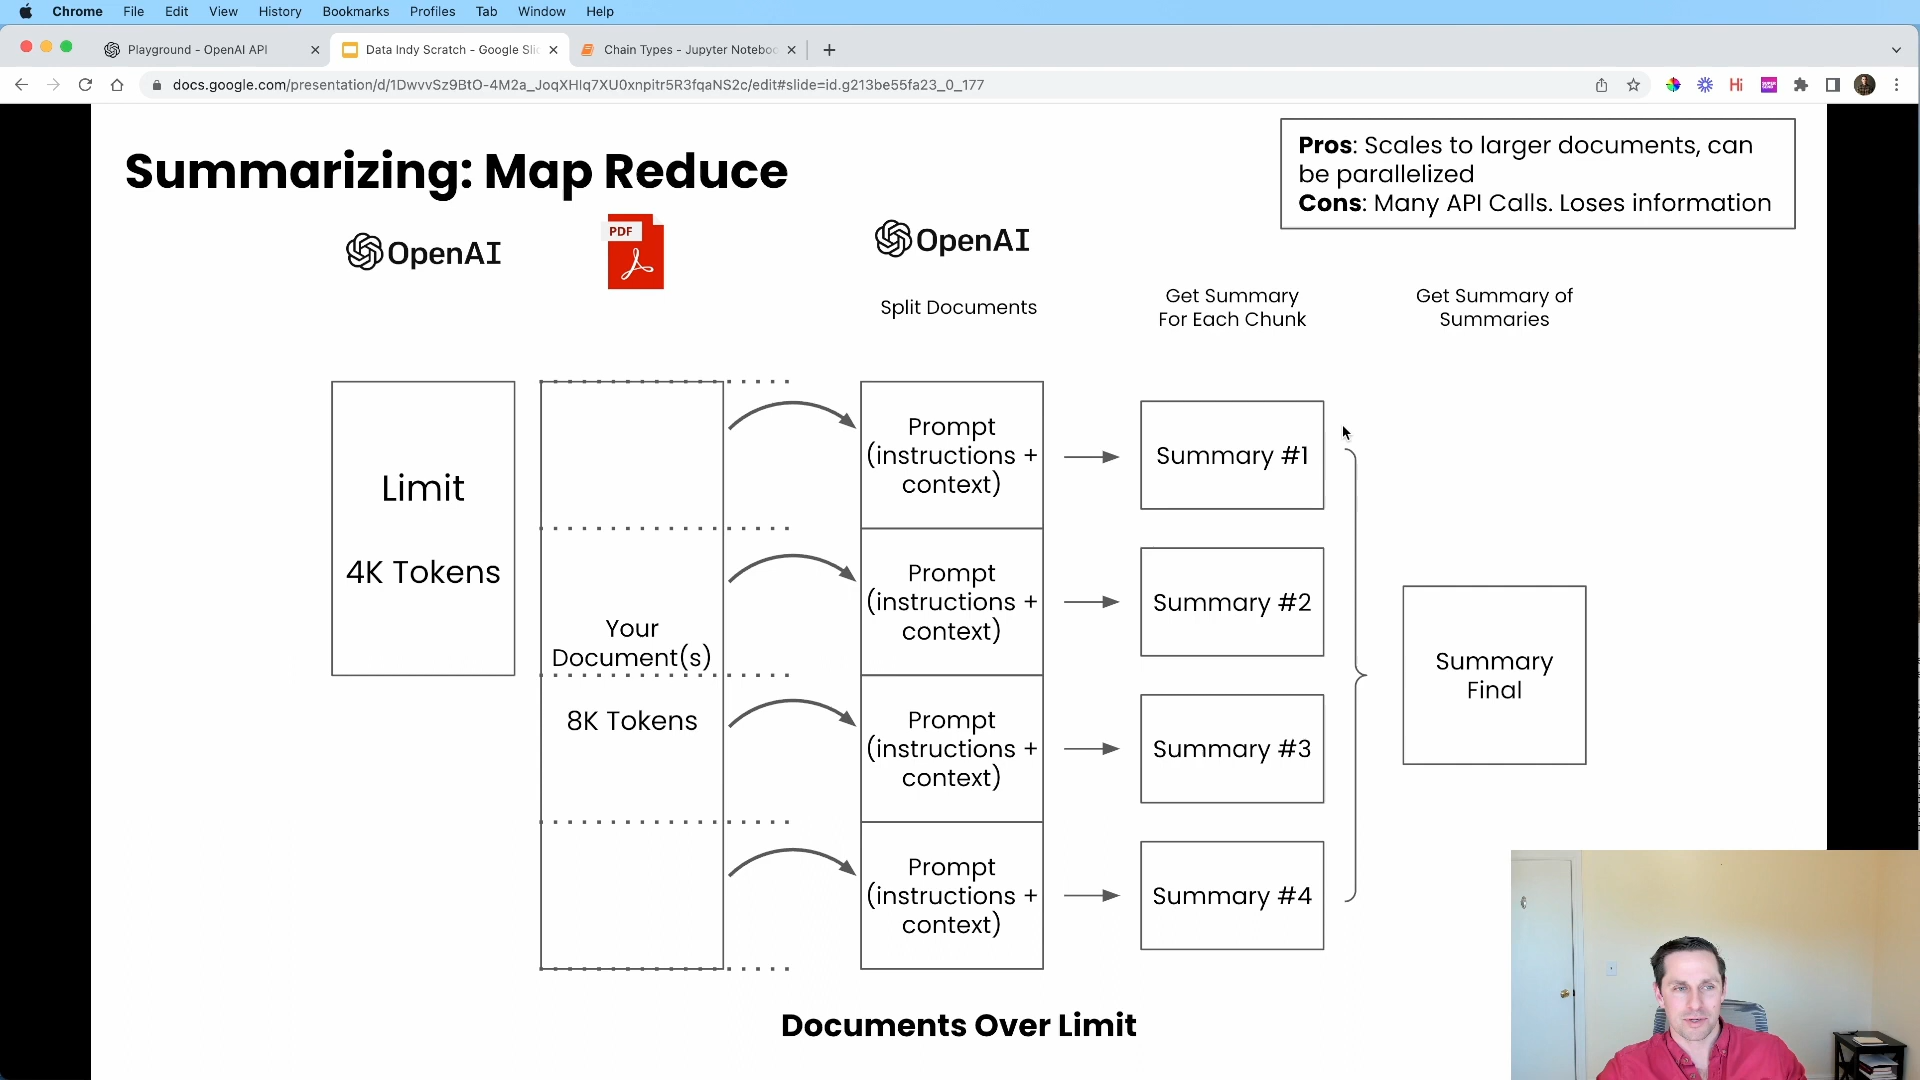 Chrome File Edit View History Bookmarks Profiles Tab Window Help
Playground - OpenAI API
Data Indy Scratch - Google Slid
Chain Types - Jupyter Notebo
docs.google.com/presentation/d/1DwvvSz9BtO-4M2a_JoqXHIq7XU0xnpitr5R3fqaNS2c/edit#slide=id.g213be55fa23_0_177
Hi
Summarizing: Map Reduce
Pros: Scales to larger documents, can
be parallelized
Cons: Many API Calls. Loses information
OpenAI
PDF
OpenAI
Split Documents
Get Summary
For Each Chunk
Get Summary of
Summaries
Limit
4K Tokens
Your
Document(s)
8K Tokens
Prompt
(instructions +
context)
Summary #1
Prompt
(instructions +
context)
Summary #2
Prompt
(instructions +
context)
Summary #3
Prompt
(instructions +
context)
Summary #4
Summary
Final
Documents Over Limit